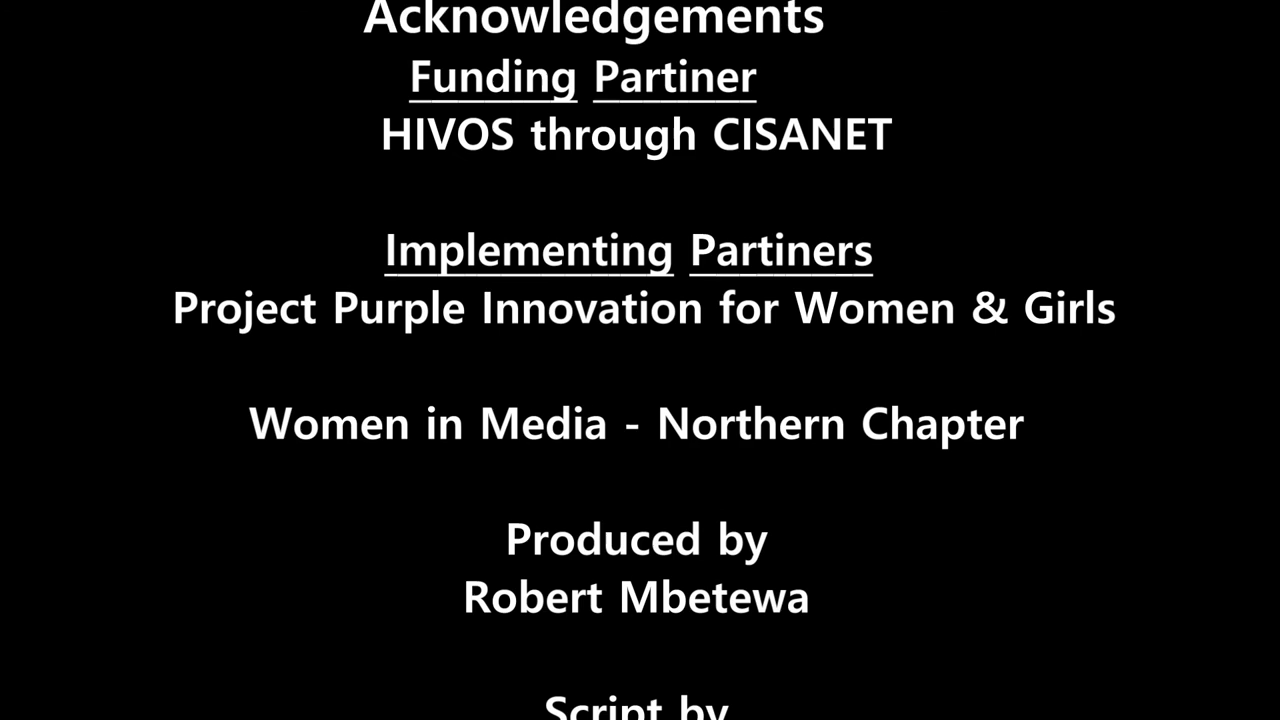 Acknowledgements
Funding Partiner
HIVOS through CISANET
Implementing Partiners
Project Purple Innovation for Women & Girls
Women in Media - Northern Chapter
Produced by
Robert Mbetewa
Script by